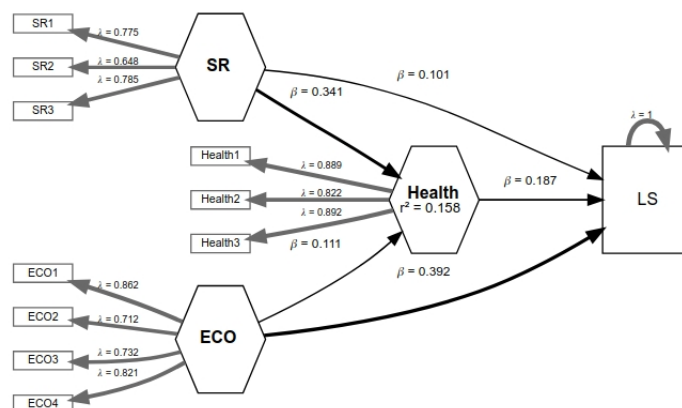 SR1
λ = 0.775
SR
SR2
λ = 0.648
β = 0.101
λ = 0.785
SR3
β = 0.341
λ = 1
Health1
λ = 0.889
Health2
λ = 0.822
Health
r² = 0.158
β = 0.187
LS
Health3
λ = 0.892
β = 0.111
ECO1
λ = 0.862
β = 0.392
ECO2
λ = 0.712
ECO
ECO3
λ = 0.732
λ = 0.821
ECO4